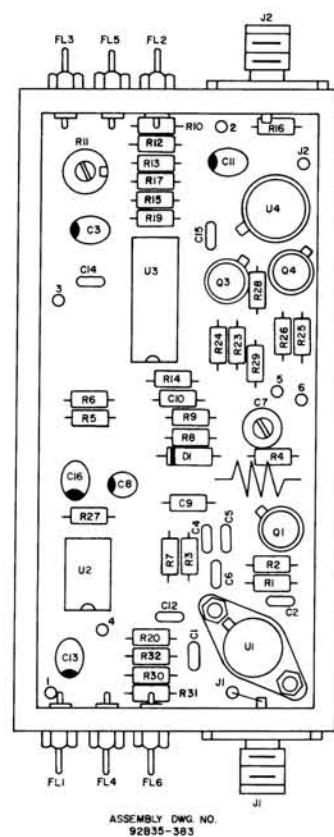 J2
FL3 FL5 FL2
R10 2 R16
R11 R12
R13 C11 J2
R17
R15 U4
C3 R19
C15
U3 Q3 Q4
C14 R28
3
R24 R23 R29 R26 R25
R14
5 6
R6 C10
R5 R9 C7
R8
D1 R4
C16 C8
C9
R27 Q1
C4 C5
U2 R7 R3 R2
C6 R1
C12 C2
4
R20 C1 U1
C13 R32
R30 J1
1 R31
FL1 FL4 FL6
J1
ASSEMBLY DWG. NO.
92B35-383